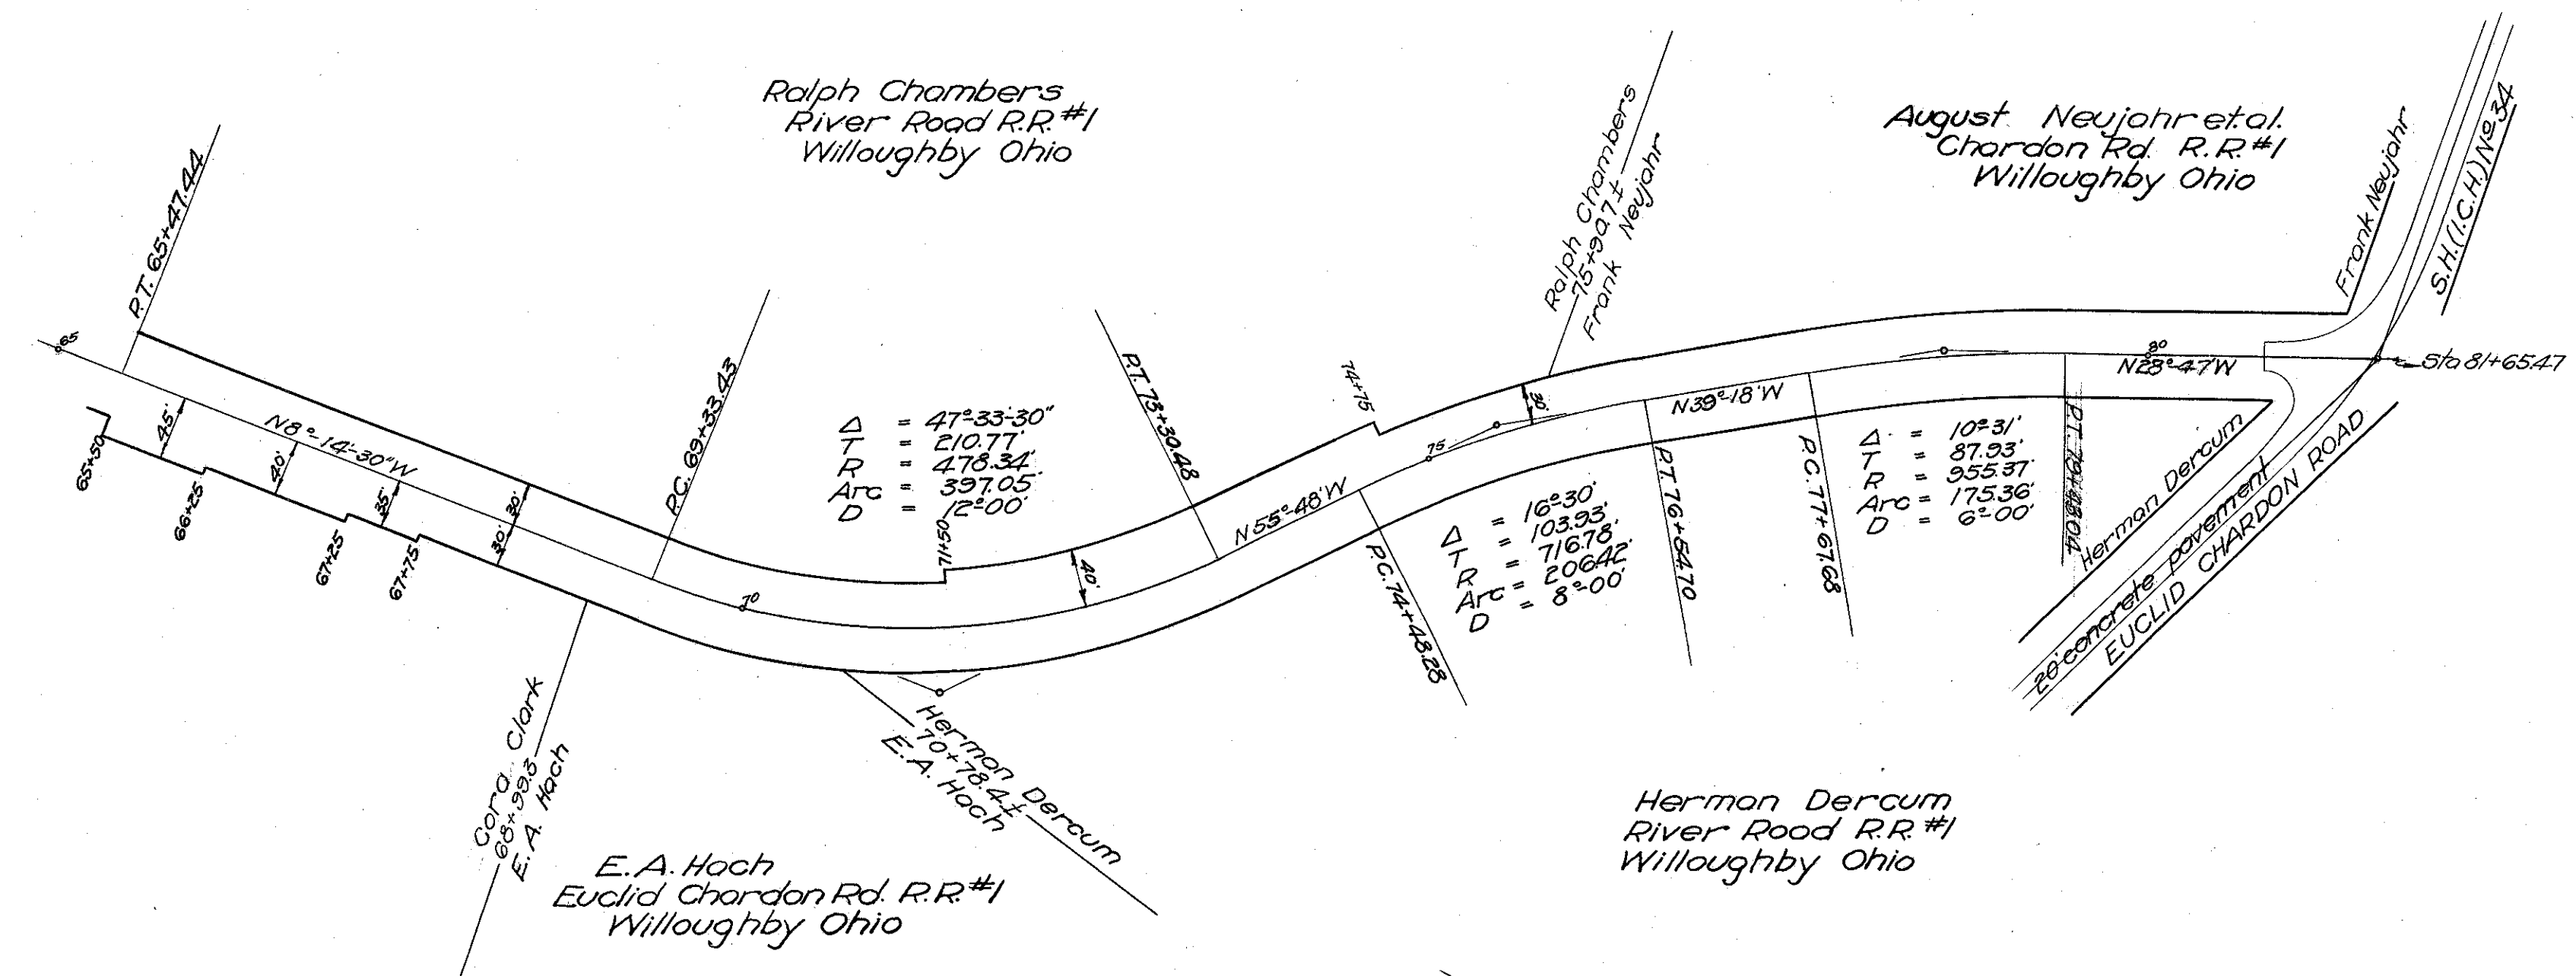 Ralph Chambers
River Road R.R.#1
Willoughby Ohio
August Neujahr et.al.
Chardon Rd. R.R.#1
Willoughby Ohio
P.T. 65+47.44
65
65+50
45'
66+25
N8°-14'-30"W
40'
67+25
35'
67+75
30'
30'
P.C. 69+33.43
Δ = 47°-33'-30"
T = 210.77'
R = 478.34'
Arc = 397.05'
D = 12°-00'
70
71+50
40'
P.T. 73+30.48
N55°-48'W
74+75
75
Ralph Chambers
75+90.7±
Frank Neujahr
30'
N39°-18'W
P.C. 74+48.28
Δ = 16°-30'
T = 103.93'
R = 716.78'
Arc = 206.42'
D = 8°-00'
P.T. 76+54.70
P.C. 77+67.68
Δ = 10°-31'
T = 87.93'
R = 955.37'
Arc = 175.36'
D = 6°-00'
80
N28°-47'W
Frank Neujahr
S.H.(I.C.H.)Nº 34
Sta 81+65.47
Herman Dercum
20' concrete pavement
EUCLID CHARDON ROAD
Cora Clark
68+99.3
E. A. Hach
Herman Dercum
70+78.4±
E. A. Hach
E. A. Hach
Euclid Chardon Rd. R.R.#1
Willoughby Ohio
Herman Dercum
River Road R.R.#1
Willoughby Ohio